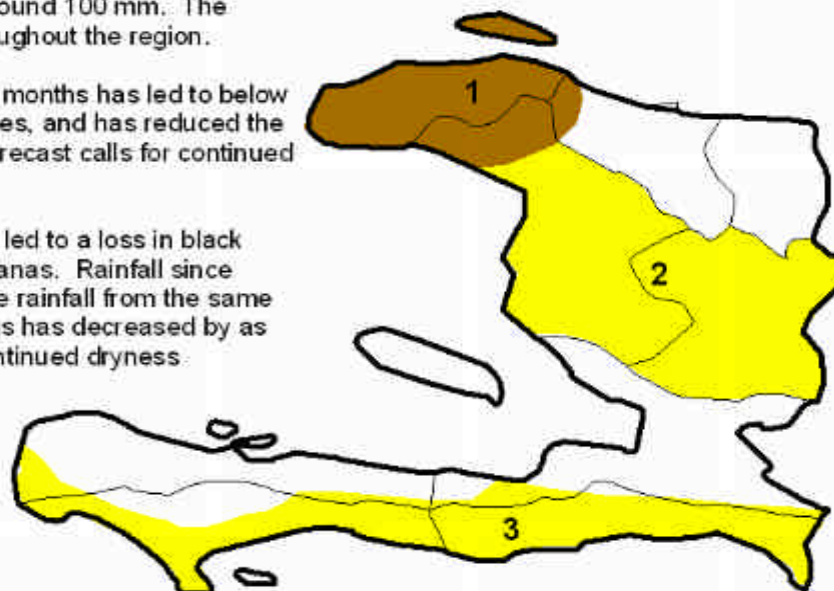 ound 100 mm. The
ughout the region.
months has led to below
es, and has reduced the
recast calls for continued
led to a loss in black
anas. Rainfall since
e rainfall from the same
s has decreased by as
ntinued dryness
1
2
3